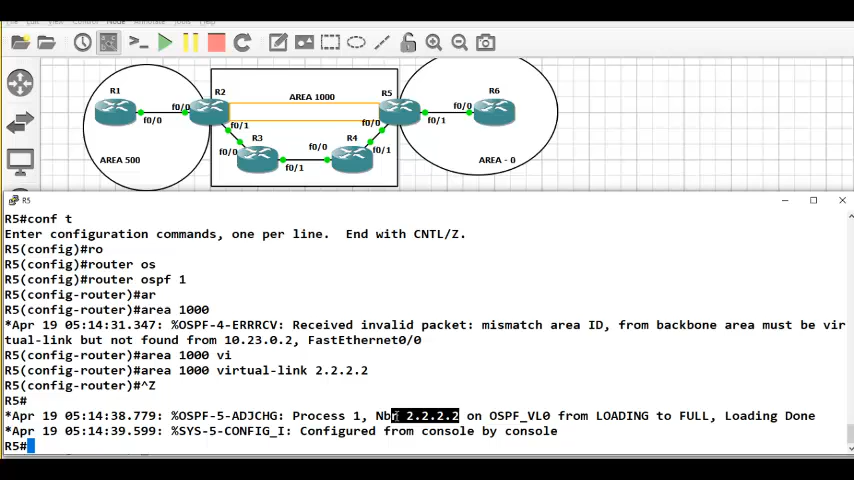 R1
R2
AREA 1000
R5
R6
f0/0
f0/0
f0/1
f0/0
f0/1
f0/0
R3
R4
f0/0
f0/0
f0/1
f0/1
AREA 500
AREA - 0
R5
R5#conf t
Enter configuration commands, one per line.  End with CNTL/Z.
R5(config)#ro
R5(config)#router os
R5(config)#router ospf 1
R5(config-router)#ar
R5(config-router)#area 1000
*Apr 19 05:14:31.347: %OSPF-4-ERRRCV: Received invalid packet: mismatch area ID, from backbone area must be vir
tual-link but not found from 10.23.0.2, FastEthernet0/0
R5(config-router)#area 1000 vi
R5(config-router)#area 1000 virtual-link 2.2.2.2
R5(config-router)#^Z
R5#
*Apr 19 05:14:38.779: %OSPF-5-ADJCHG: Process 1, Nbr 2.2.2.2 on OSPF_VL0 from LOADING to FULL, Loading Done
*Apr 19 05:14:39.599: %SYS-5-CONFIG_I: Configured from console by console
R5#